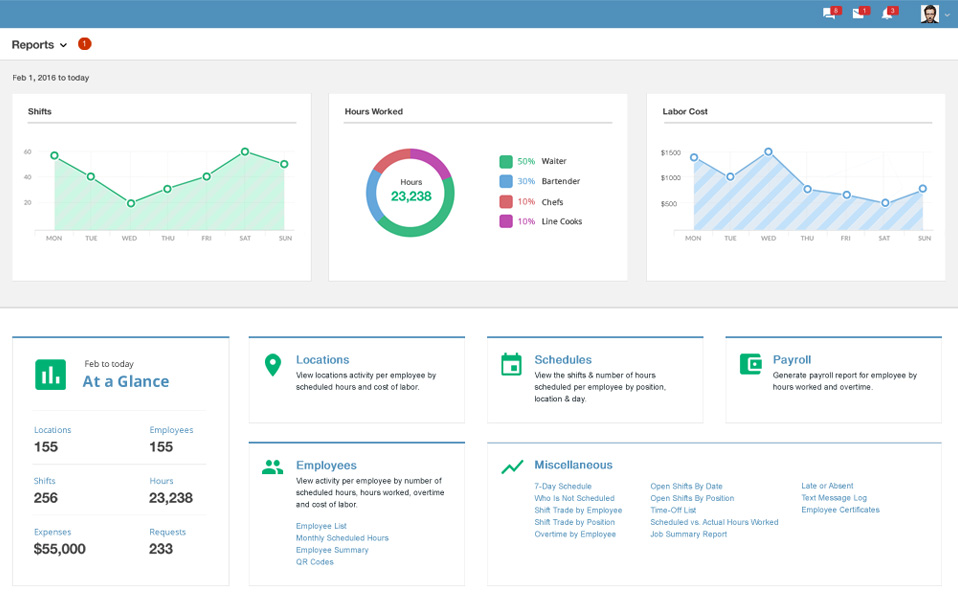 8 1 3
Reports 1
Feb 1, 2016 to today
Shifts
60
40
20
MON TUE WED THU FRI SAT SUN
Hours Worked
Hours
23,238
50% Waiter
30% Bartender
10% Chefs
10% Line Cooks
Labor Cost
$1500
$1000
$500
MON TUE WED THU FRI SAT SUN
Feb to today
At a Glance
Locations Employees
155 155
Shifts Hours
256 23,238
Expenses Requests
$55,000 233
Locations
View locations activity per employee by
scheduled hours and cost of labor.
Schedules
View the shifts & number of hours
scheduled per employee by position,
location & day.
Payroll
Generate payroll report for employee by
hours worked and overtime.
Employees
View activity per employee by number of
scheduled hours, hours worked, overtime
and cost of labor.
Employee List
Monthly Scheduled Hours
Employee Summary
QR Codes
Miscellaneous
7-Day Schedule
Who Is Not Scheduled
Shift Trade by Employee
Shift Trade by Position
Overtime by Employee
Open Shifts By Date
Open Shifts By Position
Time-Off List
Scheduled vs. Actual Hours Worked
Job Summary Report
Late or Absent
Text Message Log
Employee Certificates